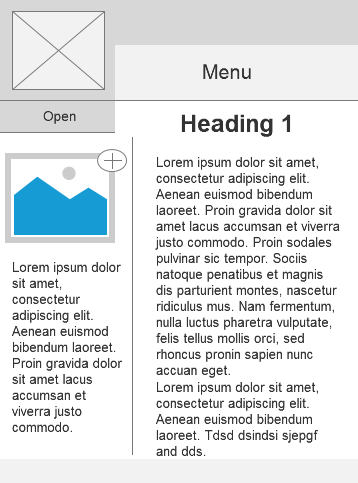 Menu
Open
Heading 1
Lorem ipsum dolor
sit amet,
consectetur
adipiscing elit.
Aenean euismod
bibendum laoreet.
Proin gravida dolor
sit amet lacus
accumsan et
viverra justo
commodo.
Lorem ipsum dolor sit amet,
consectetur adipiscing elit.
Aenean euismod bibendum
laoreet. Proin gravida dolor sit
amet lacus accumsan et viverra
justo commodo. Proin sodales
pulvinar sic tempor. Sociis
natoque penatibus et magnis
dis parturient montes, nascetur
ridiculus mus. Nam fermentum,
nulla luctus pharetra vulputate,
felis tellus mollis orci, sed
rhoncus pronin sapien nunc
accuan eget.
Lorem ipsum dolor sit amet,
consectetur adipiscing elit.
Aenean euismod bibendum
laoreet. Tdsd dsindsi sjepgf
and dds.